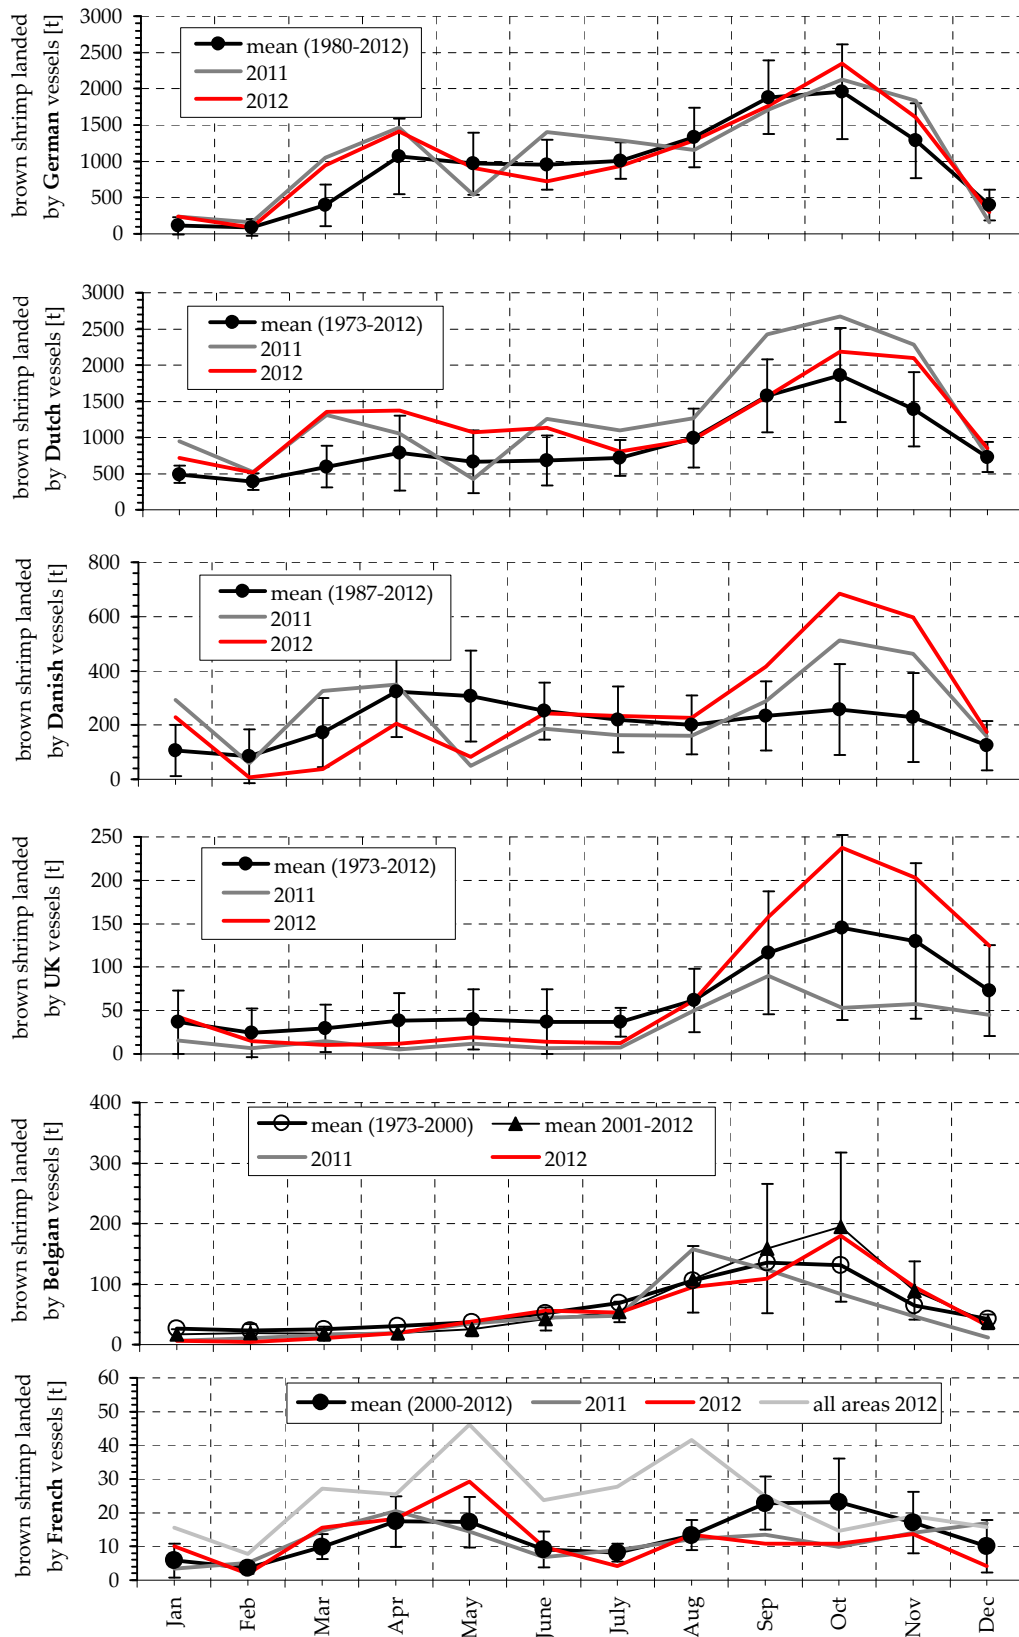 brown shrimp landed
by German vessels [t]
3000
2500
2000
1500
1000
500
0
mean (1980-2012)
2011
2012
brown shrimp landed
by Dutch vessels [t]
3000
2500
2000
1500
1000
500
0
mean (1973-2012)
2011
2012
brown shrimp landed
by Danish vessels [t]
800
600
400
200
0
mean (1987-2012)
2011
2012
brown shrimp landed
by UK vessels [t]
250
200
150
100
50
0
mean (1973-2012)
2011
2012
brown shrimp landed
by Belgian vessels [t]
400
300
200
100
0
mean (1973-2000) mean 2001-2012
2011 2012
brown shrimp landed
by French vessels [t]
60
50
40
30
20
10
0
mean (2000-2012) 2011 2012 all areas 2012
Jan Feb Mar Apr May June July Aug Sep Oct Nov Dec